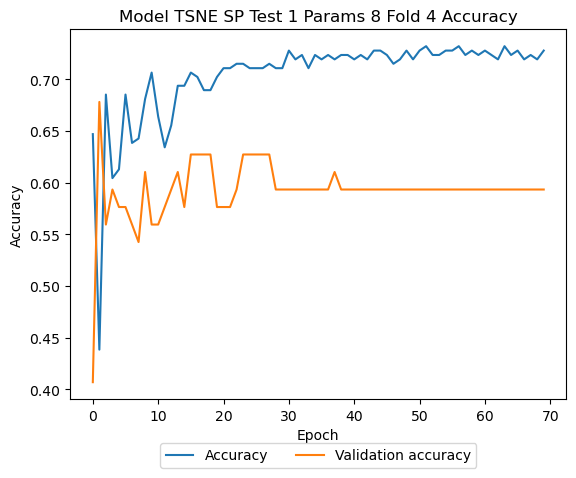 Model TSNE SP Test 1 Params 8 Fold 4 Accuracy
0.70
0.65
0.60
0.55
0.50
0.45
0.40
Accuracy
0 10 20 30 40 50 60 70
Epoch
Accuracy Validation accuracy